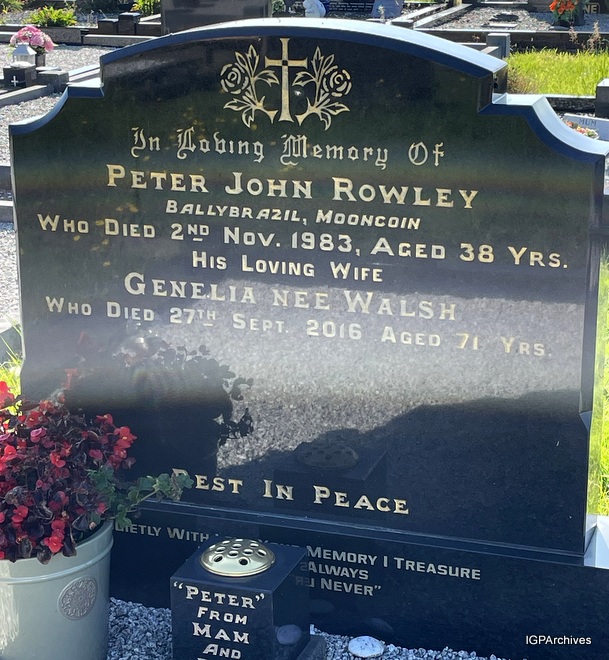 In Loving Memory Of
PETER JOHN ROWLEY
BALLYBRAZIL, MOONCOIN
WHO DIED 2ND NOV. 1983, AGED 38 YRS.
HIS LOVING WIFE
GENELIA NEE WALSH
WHO DIED 27TH SEPT. 2016 AGED 71 YRS.
REST IN PEACE
MEMORY I TREASURE
ALWAYS
NEVER"
"PETER"
FROM
MAM
AND
IGPArchives